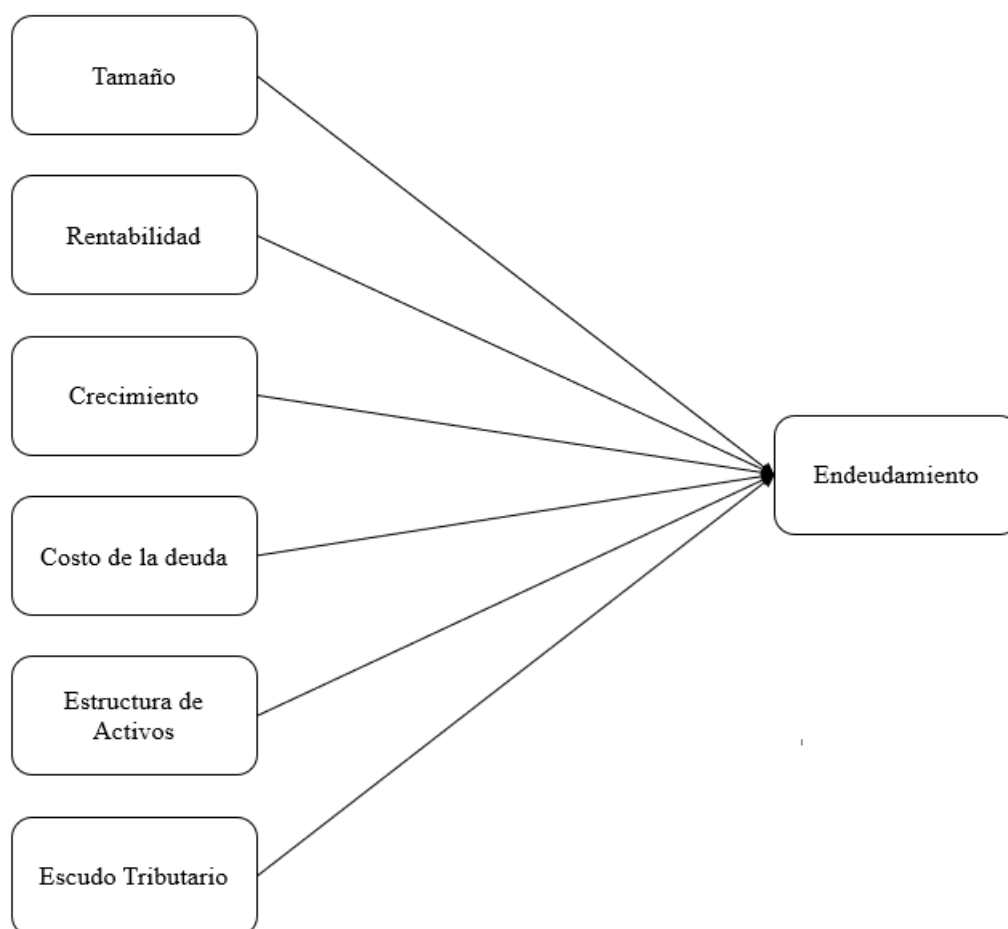 Tamaño
Rentabilidad
Crecimiento
Costo de la deuda
Estructura de
Activos
Escudo Tributario
Endeudamiento